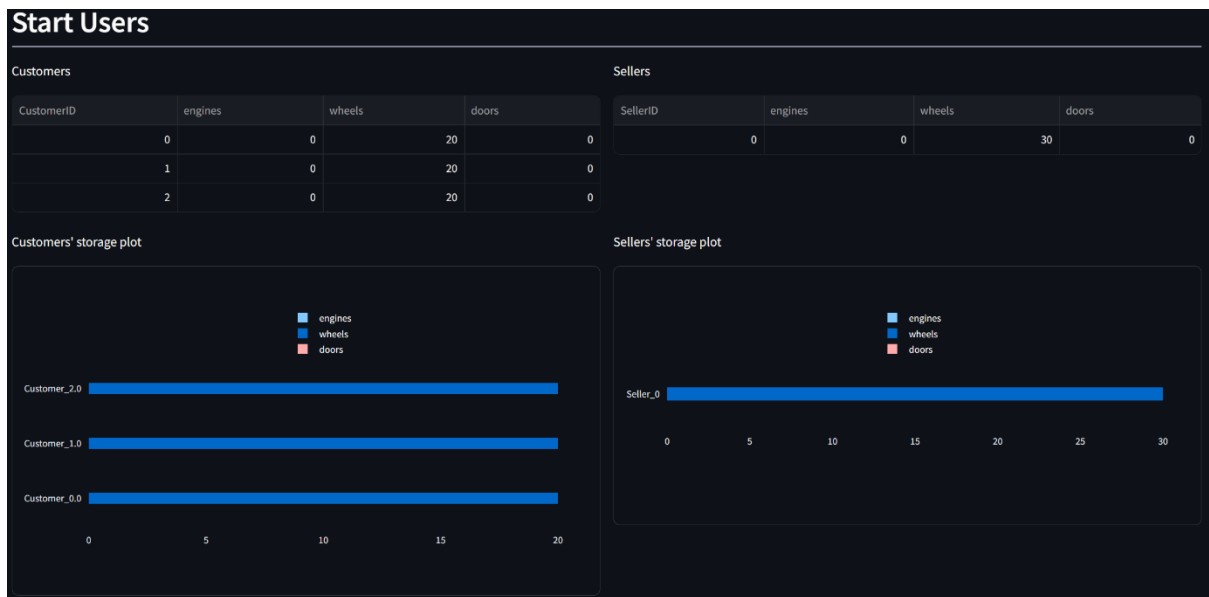 Start Users
Customers
CustomerID engines wheels doors
0 0 20 0
1 0 20 0
2 0 20 0
Sellers
SellerID engines wheels doors
0 0 30 0
Customers' storage plot
engines
wheels
doors
Customer_2.0
Customer_1.0
Customer_0.0
0 5 10 15 20
Sellers' storage plot
engines
wheels
doors
Seller_0
0 5 10 15 20 25 30